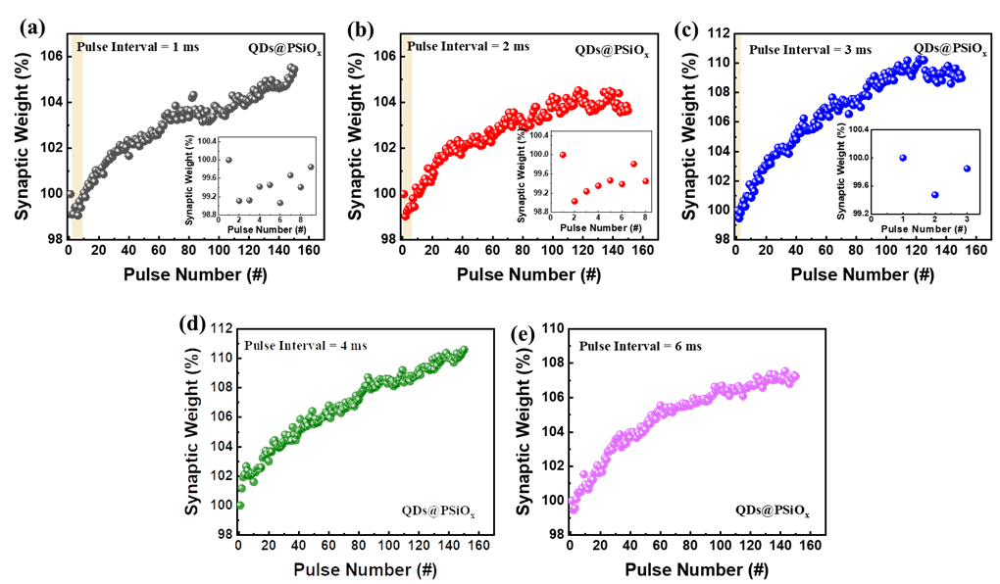 (a)
Pulse Interval = 1 ms
QDs@PSiOx
Synaptic Weight (%)
106
104
102
100
98
0 20 40 60 80 100 120 140 160
Pulse Number (#)
Synaptic Weight (%)
100.4
100.0
99.6
99.2
98.8
0 2 4 6 8
Pulse Number (#)
(b)
Pulse Interval = 2 ms
QDs@PSiOx
Synaptic Weight (%)
106
104
102
100
98
0 20 40 60 80 100 120 140 160
Pulse Number (#)
Synaptic Weight (%)
100.4
100.0
99.6
99.2
98.8
0 2 4 6 8
Pulse Number (#)
(c)
Pulse Interval = 3 ms
QDs@PSiOx
Synaptic Weight (%)
112
110
108
106
104
102
100
98
0 20 40 60 80 100 120 140 160
Pulse Number (#)
Synaptic Weight (%)
100.4
100.0
99.6
99.2
0 1 2 3
Pulse Number (#)
(d)
Pulse Interval = 4 ms
QDs@PSiOx
Synaptic Weight (%)
112
110
108
106
104
102
100
98
0 20 40 60 80 100 120 140 160
Pulse Number (#)
(e)
Pulse Interval = 6 ms
QDs@PSiOx
Synaptic Weight (%)
110
108
106
104
102
100
98
0 20 40 60 80 100 120 140 160
Pulse Number (#)